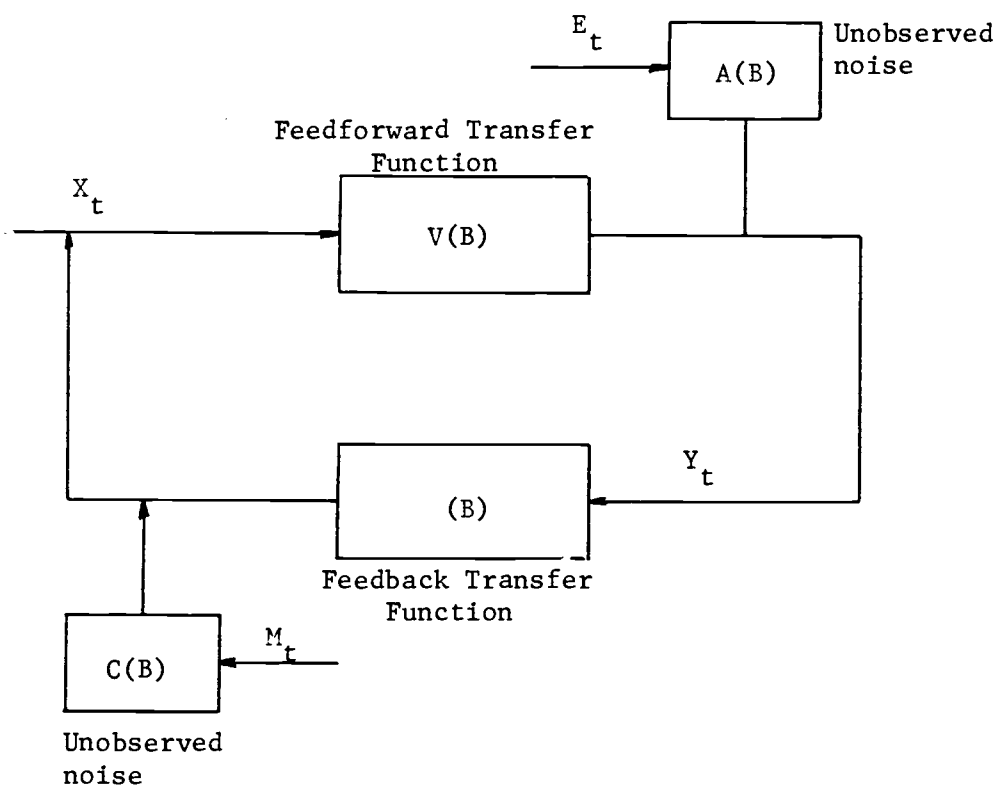 E
t
Unobserved
noise
A(B)
Feedforward Transfer
Function
X
t
V(B)
Y
t
(B)
Feedback Transfer
Function
M
t
C(B)
Unobserved
noise